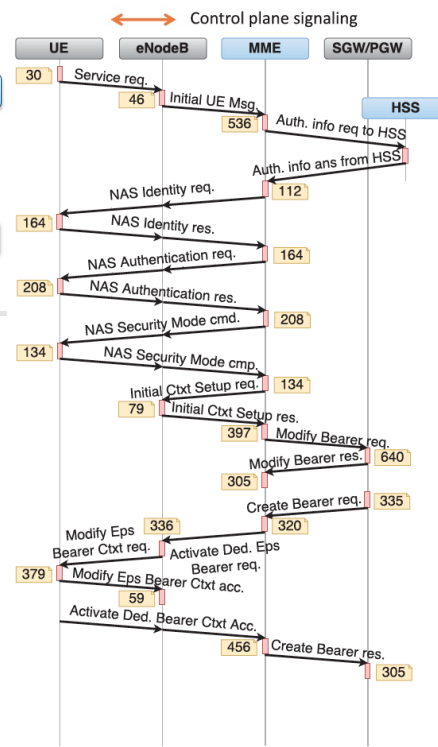 Control plane signaling
UE
eNodeB
MME
SGW/PGW
HSS
30
Service req.
46
Initial UE Msg.
536
Auth. info req to HSS
Auth. info ans from HSS
112
NAS Identity req.
164
NAS Identity res.
164
NAS Authentication req.
208
NAS Authentication res.
208
NAS Security Mode cmd.
134
NAS Security Mode cmp.
134
Initial Ctxt Setup req.
79
Initial Ctxt Setup res.
397
Modify Bearer req.
640
Modify Bearer res.
305
335
Create Bearer req.
336
320
Modify Eps
Bearer Ctxt req.
Activate Ded. Eps
Bearer req.
379
Modify Eps Bearer Ctxt acc.
59
Activate Ded. Bearer Ctxt Acc.
456
Create Bearer res.
305